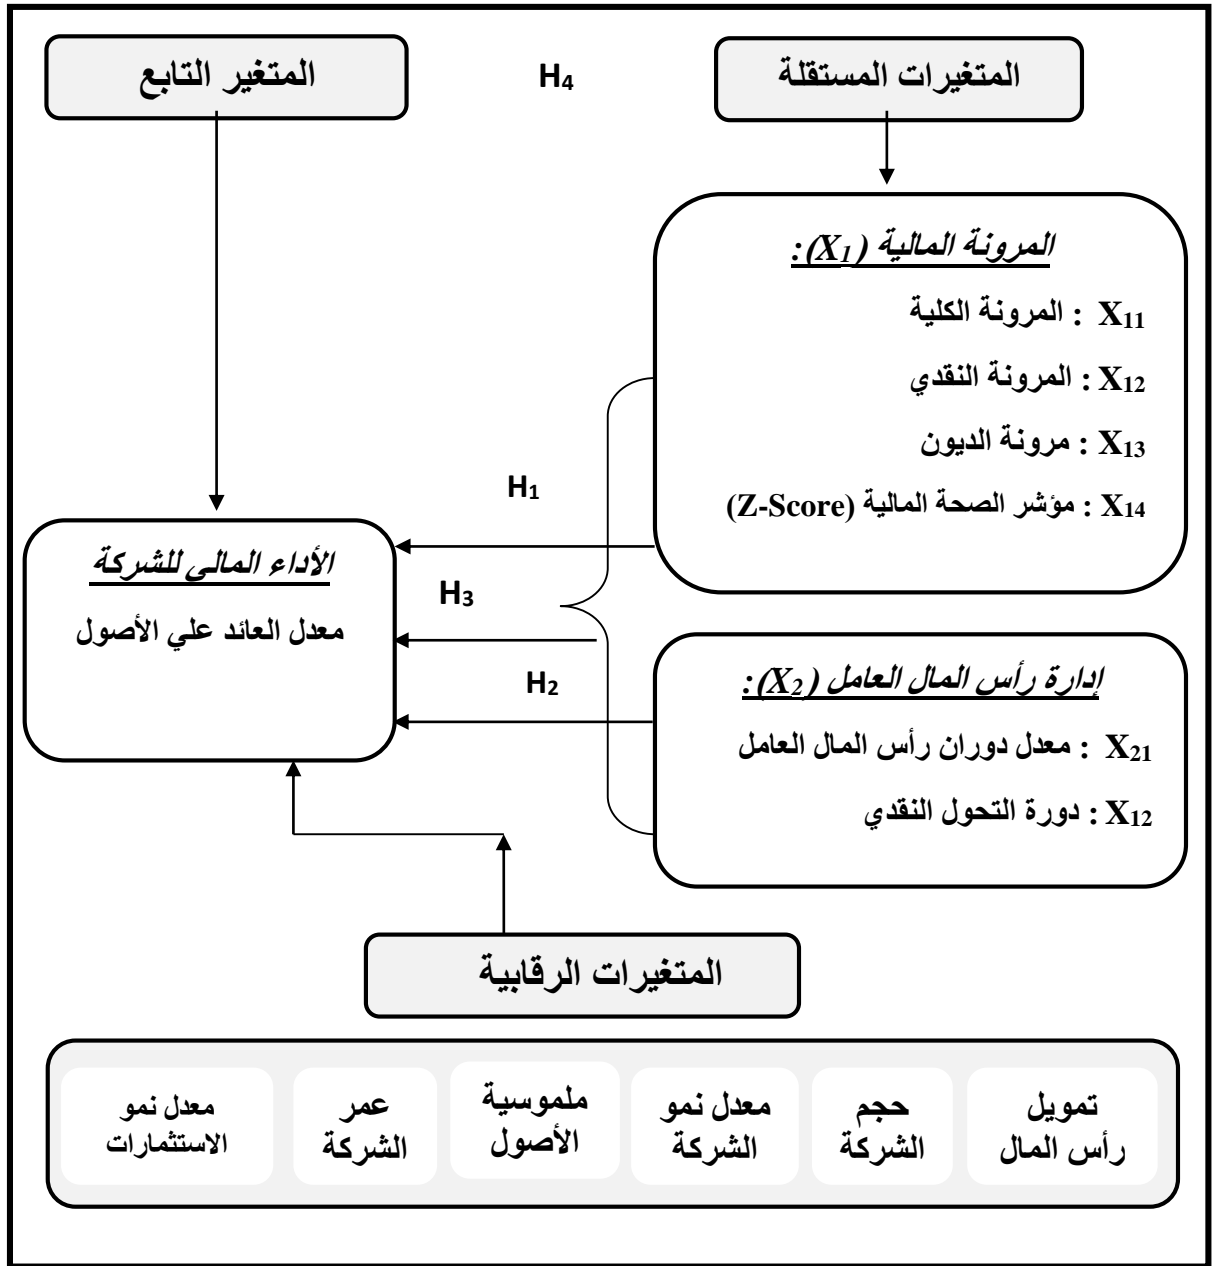 المتغيرات المستقلة
H4
المتغير التابع
المرونة المالية (X1):
X11 : المرونة الكلية
X12 : المرونة النقدي
X13 : مرونة الديون
X14 : مؤشر الصحة المالية (Z-Score)
H1
الأداء المالي للشركة
معدل العائد علي الأصول
H3
H2
إدارة رأس المال العامل (X2):
X21 : معدل دوران رأس المال العامل
X12 : دورة التحول النقدي
المتغيرات الرقابية
تمويل
رأس المال
حجم
الشركة
معدل نمو
الشركة
ملموسية
الأصول
عمر
الشركة
معدل نمو
الاستثمارات